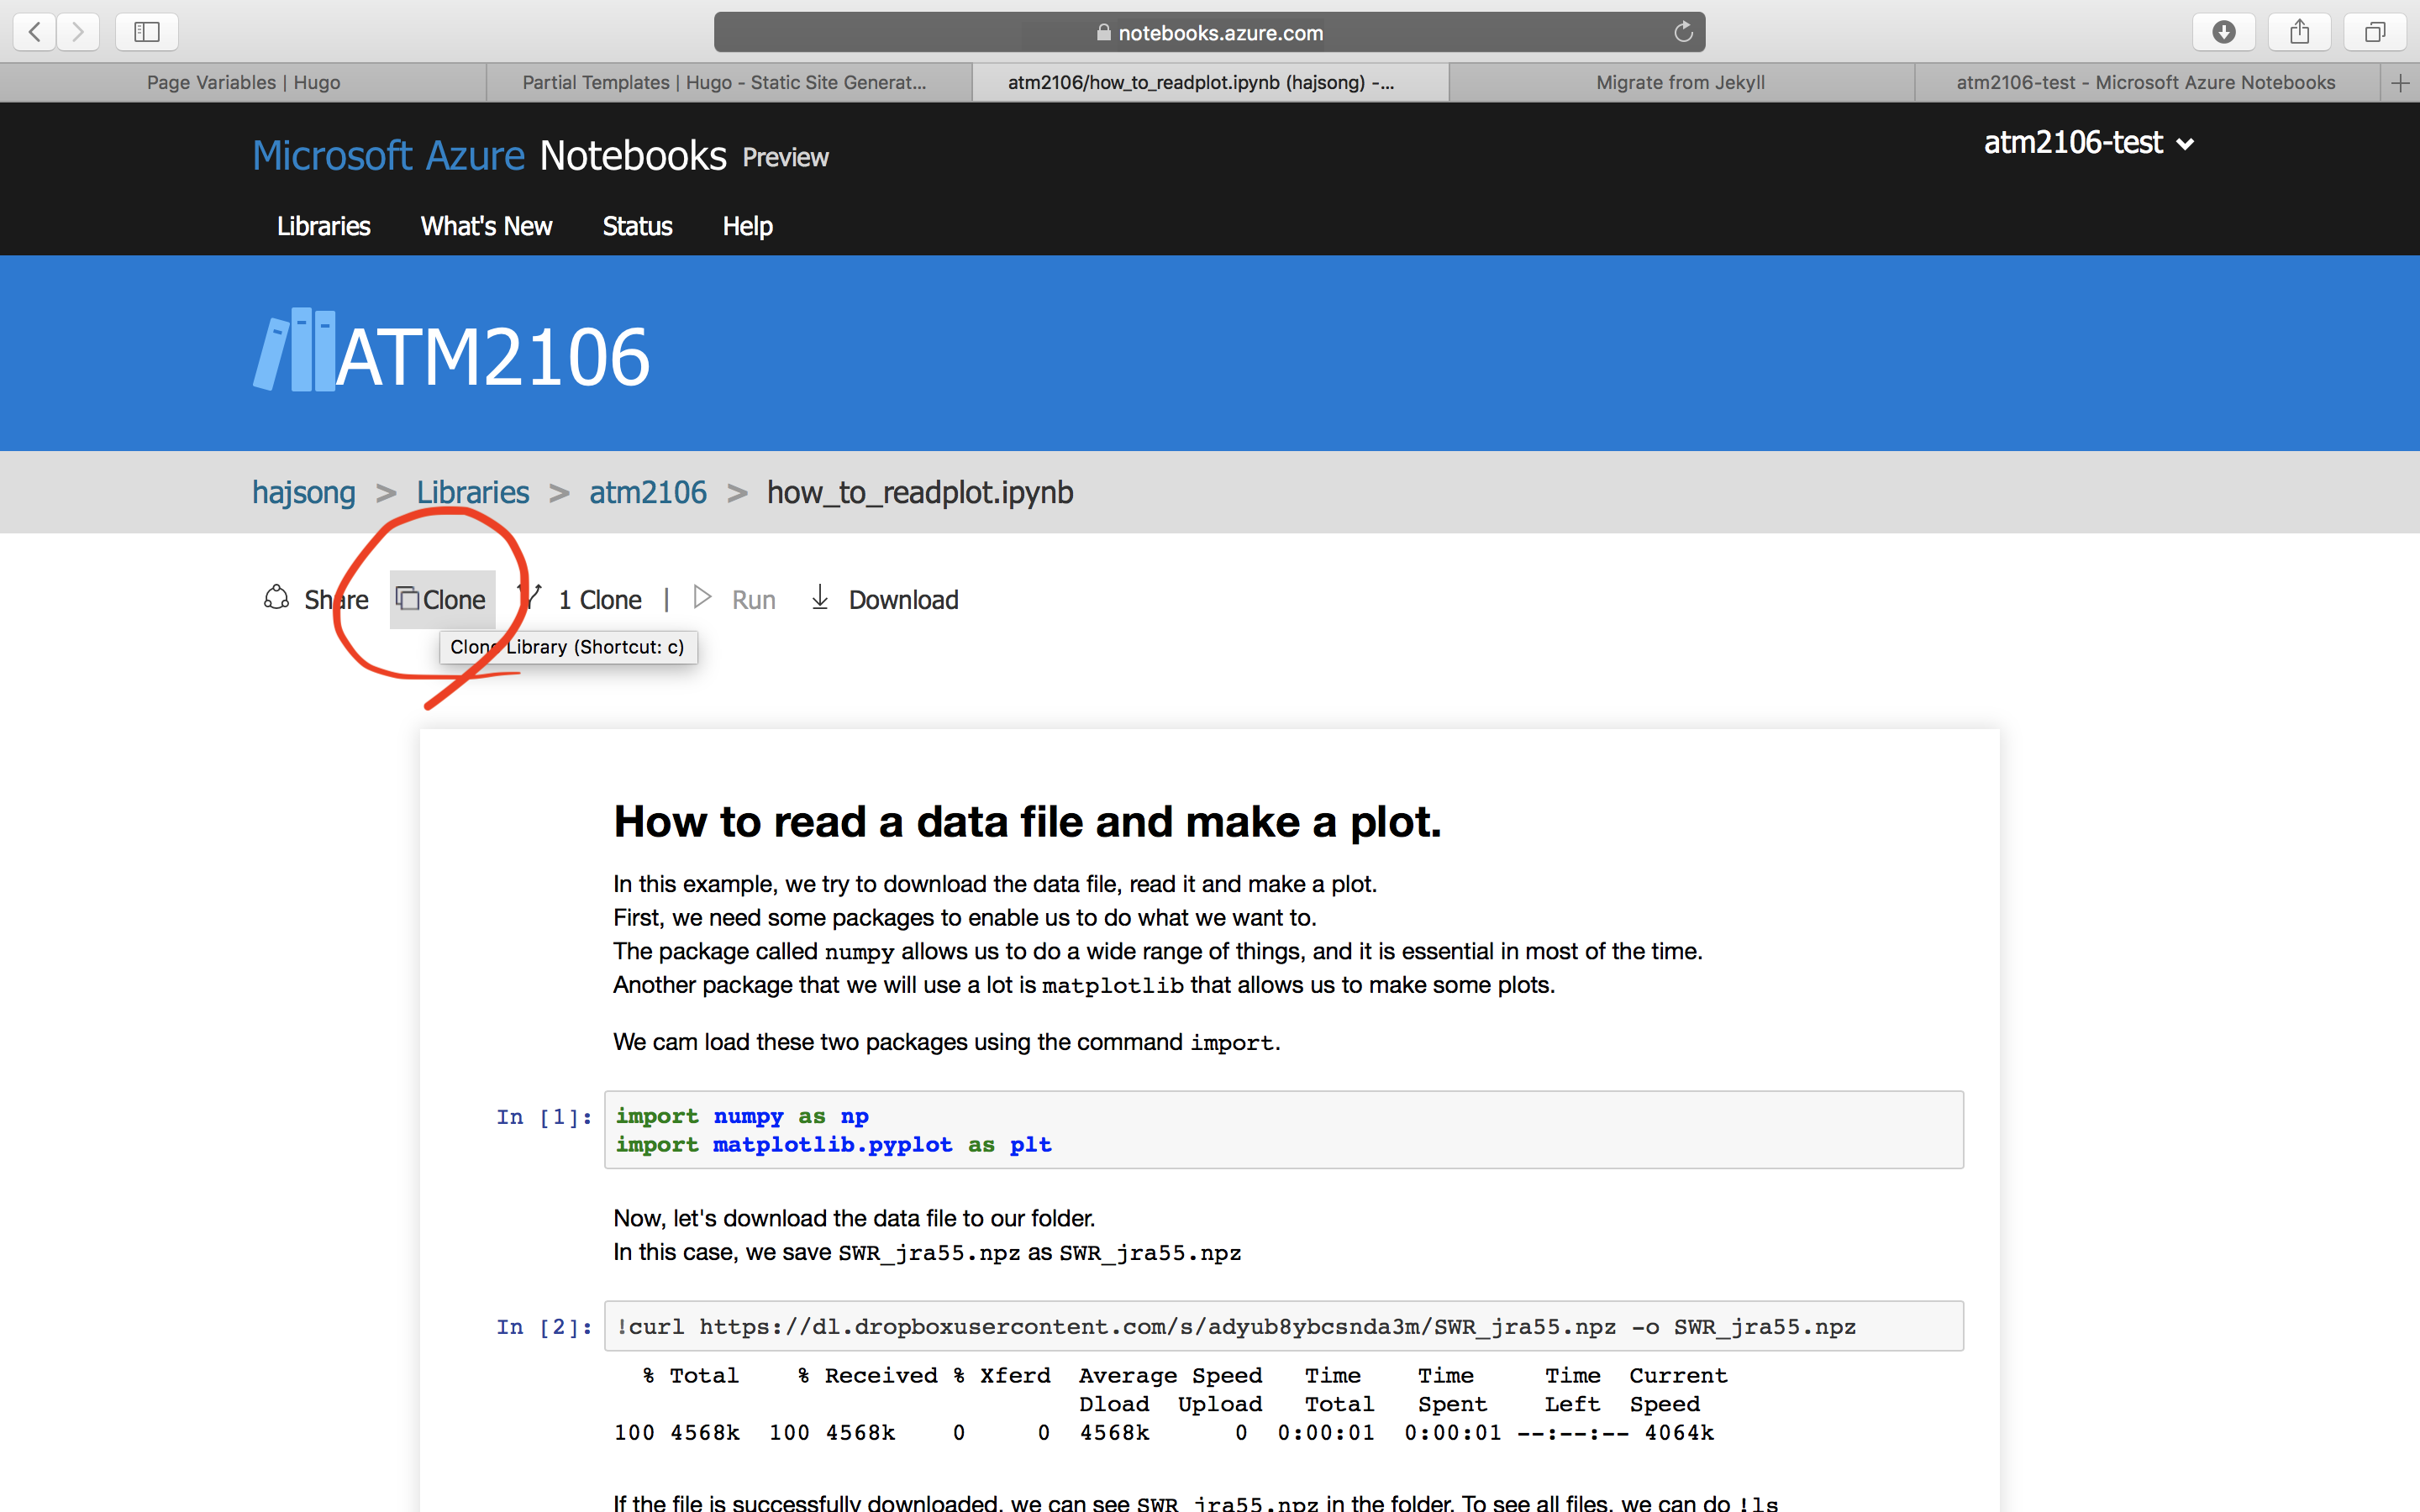 notebooks.azure.com
Page Variables | Hugo
Partial Templates | Hugo - Static Site Generat...
atm2106/how_to_readplot.ipynb (hajsong) -...
Migrate from Jekyll
atm2106-test - Microsoft Azure Notebooks
Microsoft Azure Notebooks Preview
atm2106-test
Libraries What's New Status Help
ATM2106
hajsong > Libraries > atm2106 > how_to_readplot.ipynb
Share Clone 1 Clone | Run Download
Clone Library (Shortcut: c)
How to read a data file and make a plot.
In this example, we try to download the data file, read it and make a plot.
First, we need some packages to enable us to do what we want to.
The package called numpy allows us to do a wide range of things, and it is essential in most of the time.
Another package that we will use a lot is matplotlib that allows us to make some plots.
We cam load these two packages using the command import.
In [1]: import numpy as np
import matplotlib.pyplot as plt
Now, let's download the data file to our folder.
In this case, we save SWR_jra55.npz as SWR_jra55.npz
In [2]: !curl https://dl.dropboxusercontent.com/s/adyub8ybcsnda3m/SWR_jra55.npz -o SWR_jra55.npz
% Total % Received % Xferd Average Speed Time Time Time Current
Dload Upload Total Spent Left Speed
100 4568k 100 4568k 0 0 4568k 0 0:00:01 0:00:01 --:--:-- 4064k
If the file is successfully downloaded, we can see SWR_jra55.npz in the folder. To see all files, we can do !ls